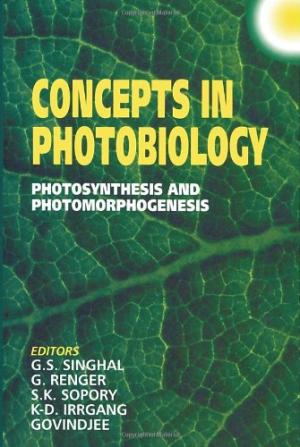 CONCEPTS IN
PHOTOBIOLOGY
PHOTOSYNTHESIS AND
PHOTOMORPHOGENESIS
EDITORS
G.S. SINGHAL
G. RENGER
S.K. SOPORY
K-D. IRRGANG
GOVINDJEE